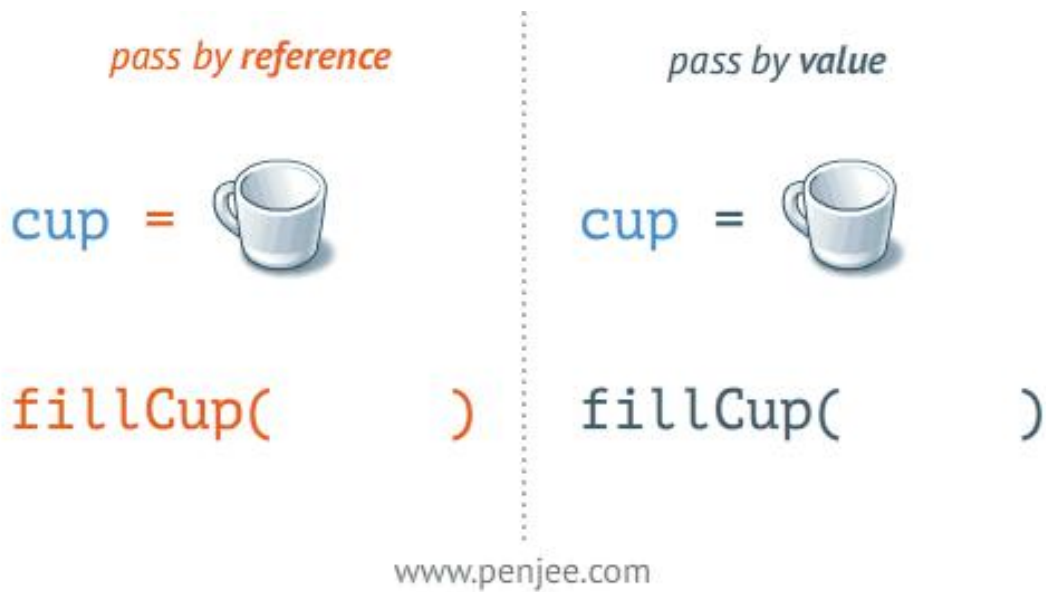 pass by reference
pass by value
cup =
cup =
fillCup( )
fillCup( )
www.penjee.com